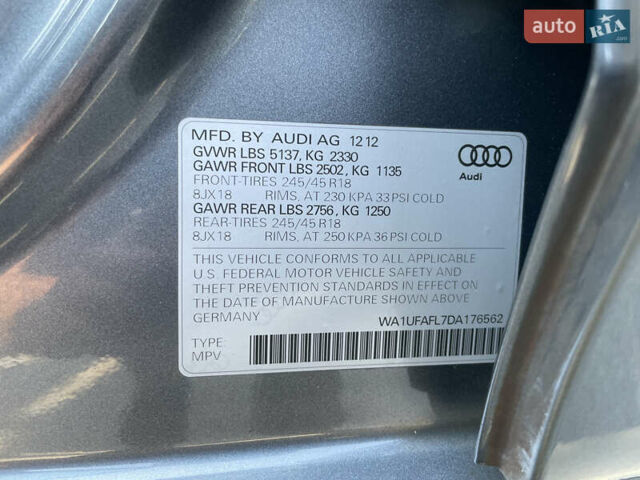 auto RIA
.com
MFD. BY AUDI AG 12 12
GVWR LBS 5137, KG 2330
GAWR FRONT LBS 2502, KG 1135
FRONT-TIRES 245/45 R18
8JX18 RIMS, AT 230 KPA 33 PSI COLD
GAWR REAR LBS 2756, KG 1250
REAR-TIRES 245/45 R18
8JX18 RIMS, AT 250 KPA 36 PSI COLD
Audi
THIS VEHICLE CONFORMS TO ALL APPLICABLE
U.S. FEDERAL MOTOR VEHICLE SAFETY AND
THEFT PREVENTION STANDARDS IN EFFECT ON
THE DATE OF MANUFACTURE SHOWN ABOVE.
GERMANY
WA1UFAFL7DA176562
TYPE:
MPV